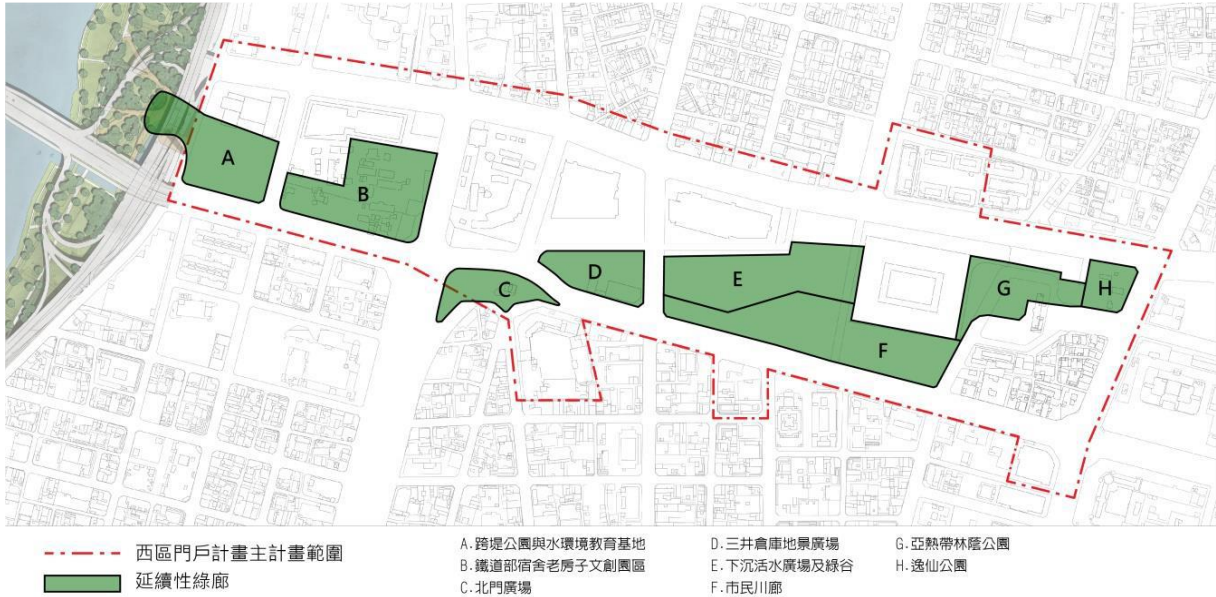 A
B
C
D
E
F
G
H
西區門戶計畫主計畫範圍
延續性綠廊
A.跨堤公園與水環境教育基地
B.鐵道部宿舍老房子文創園區
C.北門廣場
D.三井倉庫地景廣場
E.下沉活水廣場及綠谷
F.市民川廊
G.亞熱帶林蔭公園
H.逸仙公園